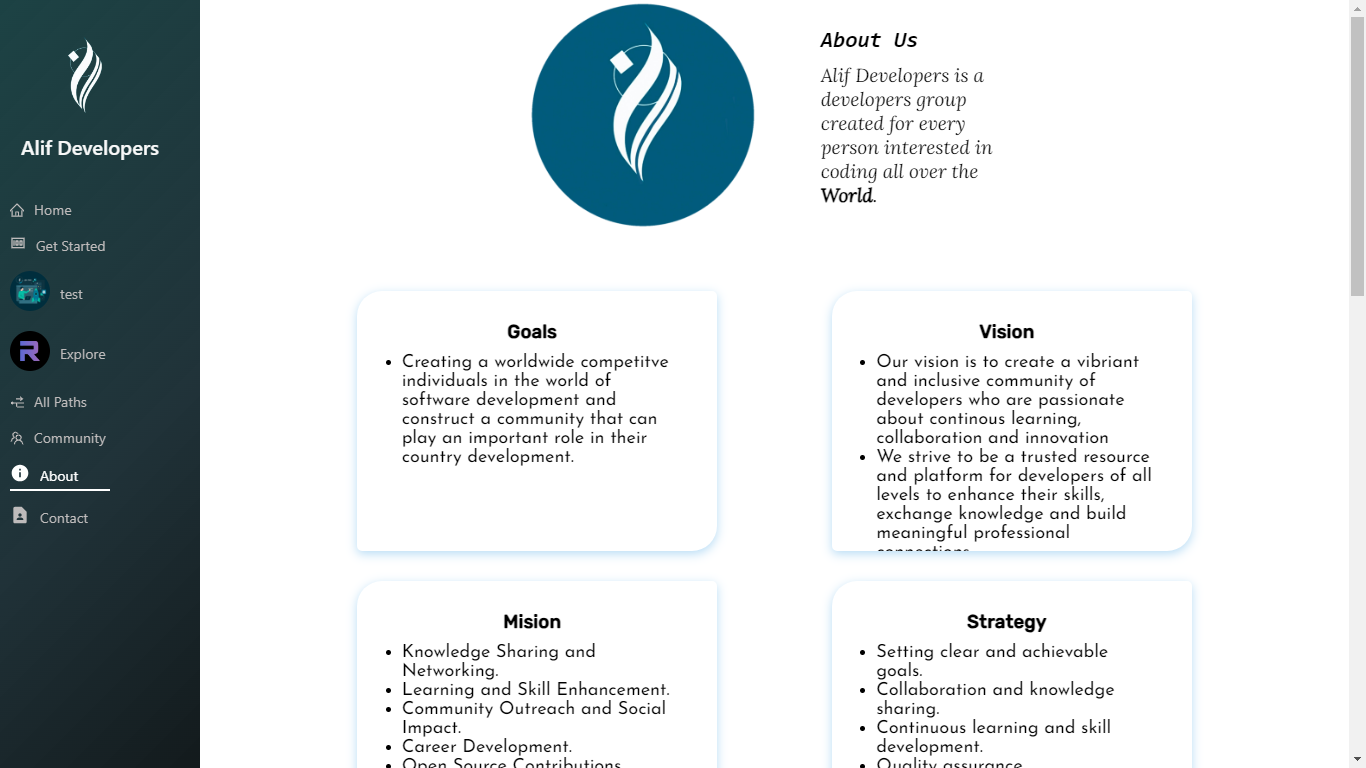 Alif Developers
Home
Get Started
test
Explore
All Paths
Community
About
Contact
About Us
Alif Developers is a
developers group
created for every
person interested in
coding all over the
World.
Goals
• Creating a worldwide competitve
individuals in the world of
software development and
construct a community that can
play an important role in their
country development.
Vision
• Our vision is to create a vibriant
and inclusive community of
developers who are passionate
about continous learning,
collaboration and innovation
• We strive to be a trusted resource
and platform for developers of all
levels to enhance their skills,
exchange knowledge and build
meaningful professional
connections
Mision
• Knowledge Sharing and
Networking.
• Learning and Skill Enhancement.
• Community Outreach and Social
Impact.
• Career Development.
• Open Source Contributions
Strategy
• Setting clear and achievable
goals.
• Collaboration and knowledge
sharing.
• Continuous learning and skill
development.
• Quality assurance